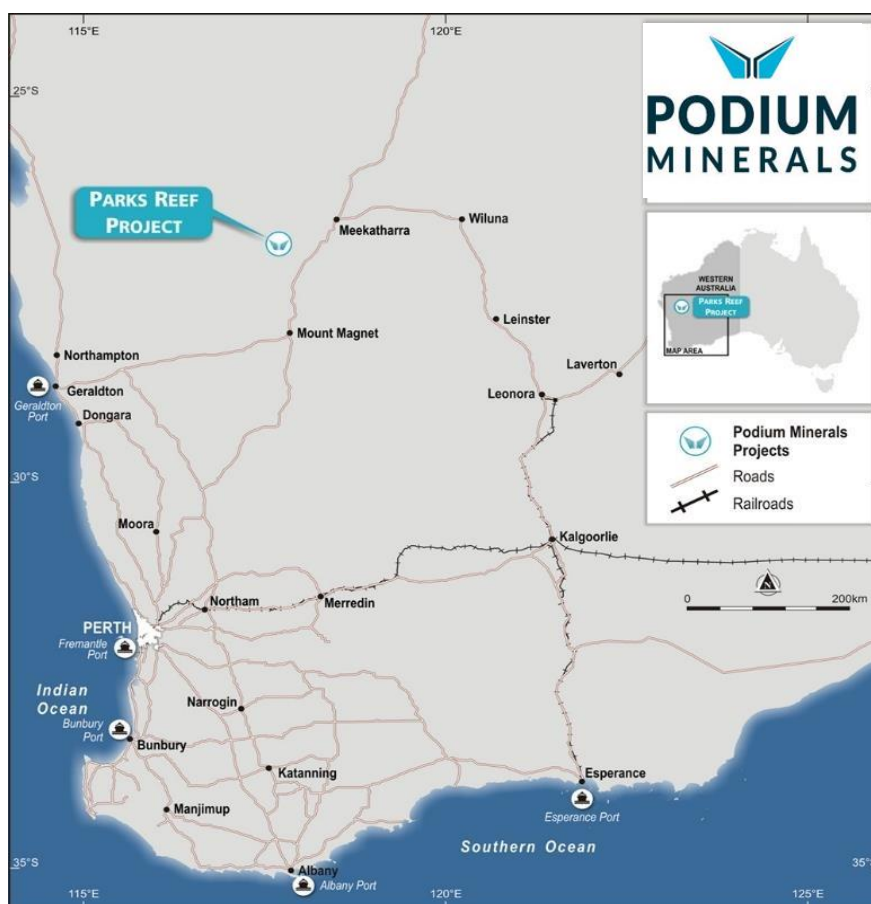 115°E
120°E
25°S
PODIUM
MINERALS
PARKS REEF
PROJECT
Meekatharra
Wiluna
WESTERN
AUSTRALIA
PARKS REEF
PROJECT
MAP AREA
Leinster
Mount Magnet
Northampton
Laverton
Geraldton
Geraldton
Port
Leonora
Dongara
Podium Minerals
Projects
Roads
Railroads
30°S
Moora
Kalgoorlie
N
0
200km
Northam
Merredin
PERTH
Fremantle
Port
Indian
Ocean
Narrogin
Bunbury
Port
Bunbury
Katanning
Esperance
Manjimup
Esperance Port
Southern Ocean
35°S
35°
Albany
Albany Port
115°E
120°E
125°E